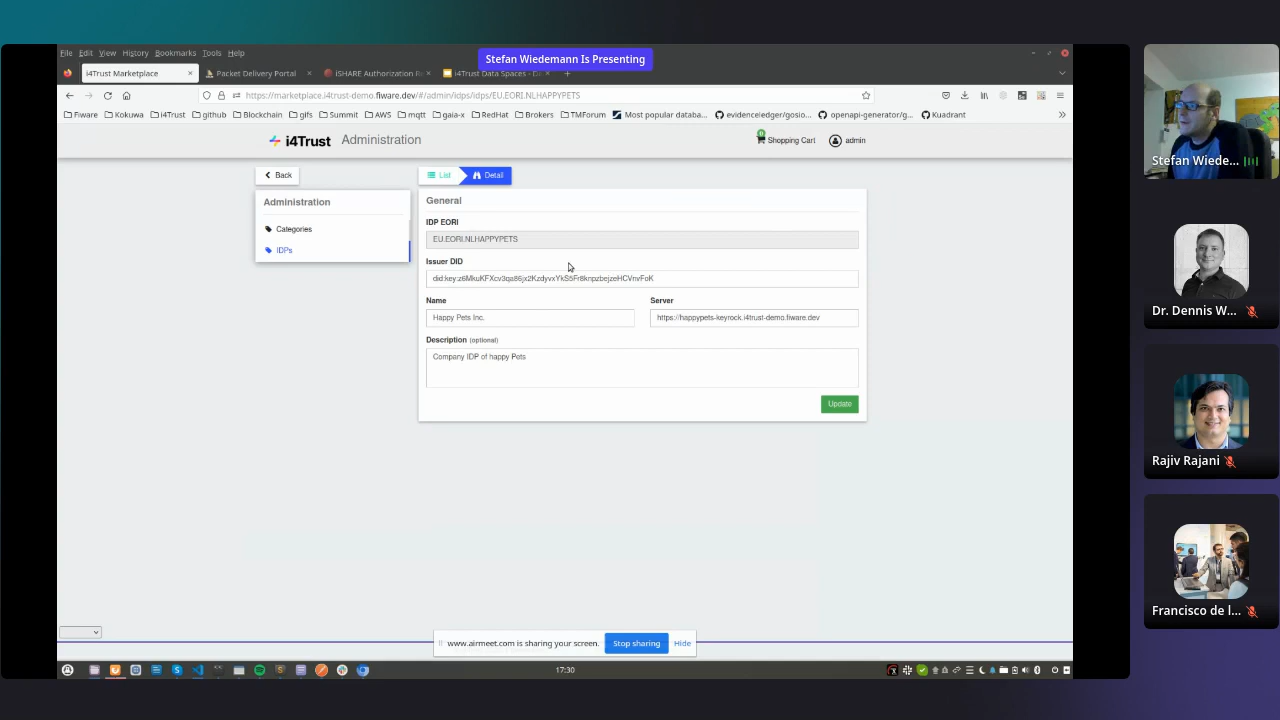 File Edit View History Bookmarks Tools Help
Stefan Wiedemann Is Presenting
i4Trust Marketplace
Packet Delivery Portal
iSHARE Authorization R
i4Trust Data Spaces - De
https://marketplace.i4trust-demo.fiware.dev/#/admin/idps/idps/EU.EORI.NLHAPPYPETS
Fiware Kokuwa i4Trust github Blockchain gifs Summit AWS mqtt gaia-x RedHat Brokers TMForum Most popular databa... evidenceledger/gosio... openapi-generator/g... Kuadrant
i4Trust Administration
0
Shopping Cart
admin
Back
List
Detail
Administration
Categories
IDPs
General
IDP EORI
EU.EORI.NLHAPPYPETS
Issuer DID
Name
Server
Happy Pets Inc.
https://happypets-keyrock.i4trust-demo.fiware.dev
Description (optional)
Company IDP of happy Pets
Update
www.airmeet.com is sharing your screen.
Stop sharing
Hide
17:30
Stefan Wiede...
Dr. Dennis W...
Rajiv Rajani
Francisco de l...